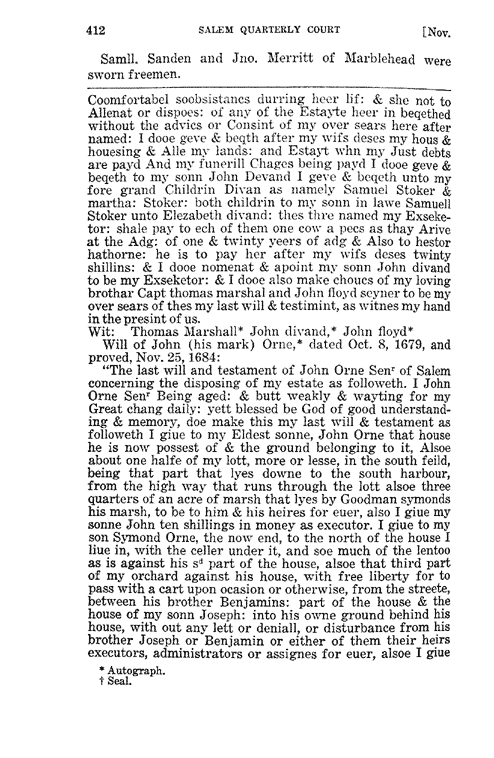 412 SALEM QUARTERLY COURT [Nov.
Samll. Sanden and Jno. Merritt of Marblehead were
sworn freemen.
Coomfortabel soobsistancs durring heer lif: & she not to
Allenat or dispoes: of any of the Estayte heer in beqethed
without the advics or Consint of my over sears here after
named: I dooe geve & beqth after my wifs deses my hous &
houesing & Alle my lands: and Estayt whn my Just debts
are payd And my funerill Chages being payd I dooe geve &
beqeth to my sonn John Devand I geve & beqeth unto my
fore grand Childrin Divan as namely Samuel Stoker &
martha: Stoker: both childrin to my sonn in lawe Samuell
Stoker unto Elezabeth divand: thes thre named my Exseke-
tor: shale pay to ech of them one cow a pecs as thay Arive
at the Adg: of one & twinty yeers of adg & Also to hestor
hathorne: he is to pay her after my wifs deses twinty
shillins: & I dooe nomenat & apoint my sonn John divand
to be my Exseketor: & I dooe also make choucs of my loving
brothar Capt thomas marshal and John floyd seyner to be my
over sears of thes my last will & testimint, as witnes my hand
in the presint of us.
Wit: Thomas Marshall* John divand,* John floyd*
Will of John (his mark) Orne,* dated Oct. 8, 1679, and
proved, Nov. 25, 1684:
"The last will and testament of John Orne Senr of Salem
concerning the disposing of my estate as followeth. I John
Orne Senr Being aged: & butt weakly & wayting for my
Great chang daily: yett blessed be God of good understand-
ing & memory, doe make this my last will & testament as
followeth I giue to my Eldest sonne, John Orne that house
he is now possest of & the ground belonging to it, Alsoe
about one halfe of my lott, more or lesse, in the south feild,
being that part that lyes downe to the south harbour,
from the high way that runs through the lott alsoe three
quarters of an acre of marsh that lyes by Goodman symonds
his marsh, to be to him & his heires for euer, also I giue my
sonne John ten shillings in money as executor. I giue to my
son Symond Orne, the now end, to the north of the house I
liue in, with the celler under it, and soe much of the lentoo
as is against his sd part of the house, alsoe that third part
of my orchard against his house, with free liberty for to
pass with a cart upon ocasion or otherwise, from the streete,
between his brother Benjamins: part of the house & the
house of my sonn Joseph: into his owne ground behind his
house, with out any lett or deniall, or disturbance from his
brother Joseph or Benjamin or either of them their heirs
executors, administrators or assignes for euer, alsoe I giue
* Autograph.
† Seal.